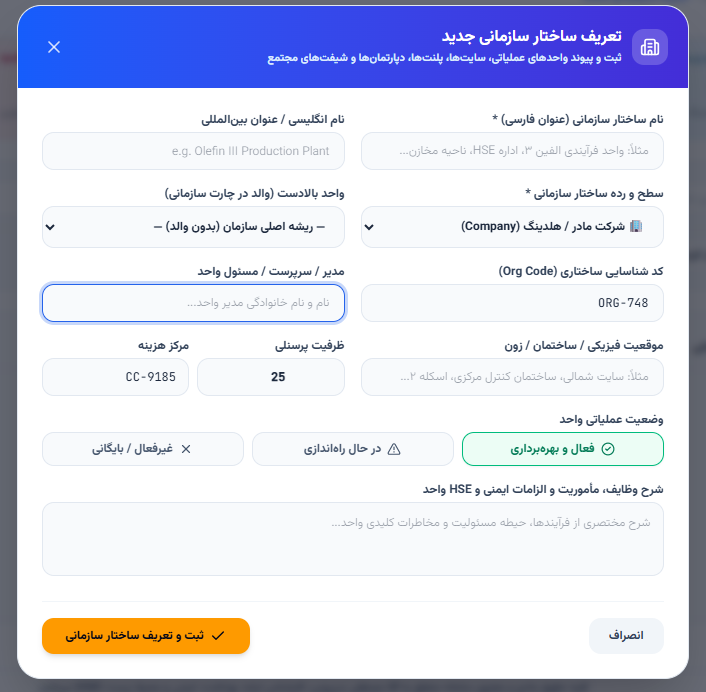 تعریف ساختار سازمانی جدید
ثبت و پیوند واحدهای عملیاتی، سایت‌ها، پلنت‌ها، دپارتمان‌ها و شیفت‌های مجتمع
نام ساختار سازمانی (عنوان فارسی) *
نام انگلیسی / عنوان بین‌المللی
مثلاً: واحد فرآیندی الفین ۳، اداره HSE، ناحیه مخازن...
e.g. Olefin III Production Plant
سطح و رده ساختار سازمانی *
واحد بالادست (والد در چارت سازمانی)
شرکت مادر / هلدینگ (Company)
— ریشه اصلی سازمان (بدون والد) —
کد شناسایی ساختاری (Org Code)
مدیر / سرپرست / مسئول واحد
ORG-748
نام و نام خانوادگی مدیر واحد...
موقعیت فیزیکی / ساختمان / زون
ظرفیت پرسنلی
مرکز هزینه
مثلاً: سایت شمالی، ساختمان کنترل مرکزی، اسکله ۲...
25
CC-9185
وضعیت عملیاتی واحد
فعال و بهره‌برداری
در حال راه‌اندازی
غیرفعال / بایگانی
شرح وظایف، مأموریت و الزامات ایمنی و HSE واحد
شرح مختصری از فرآیندها، حیطه مسئولیت و مخاطرات کلیدی واحد...
انصراف
ثبت و تعریف ساختار سازمانی